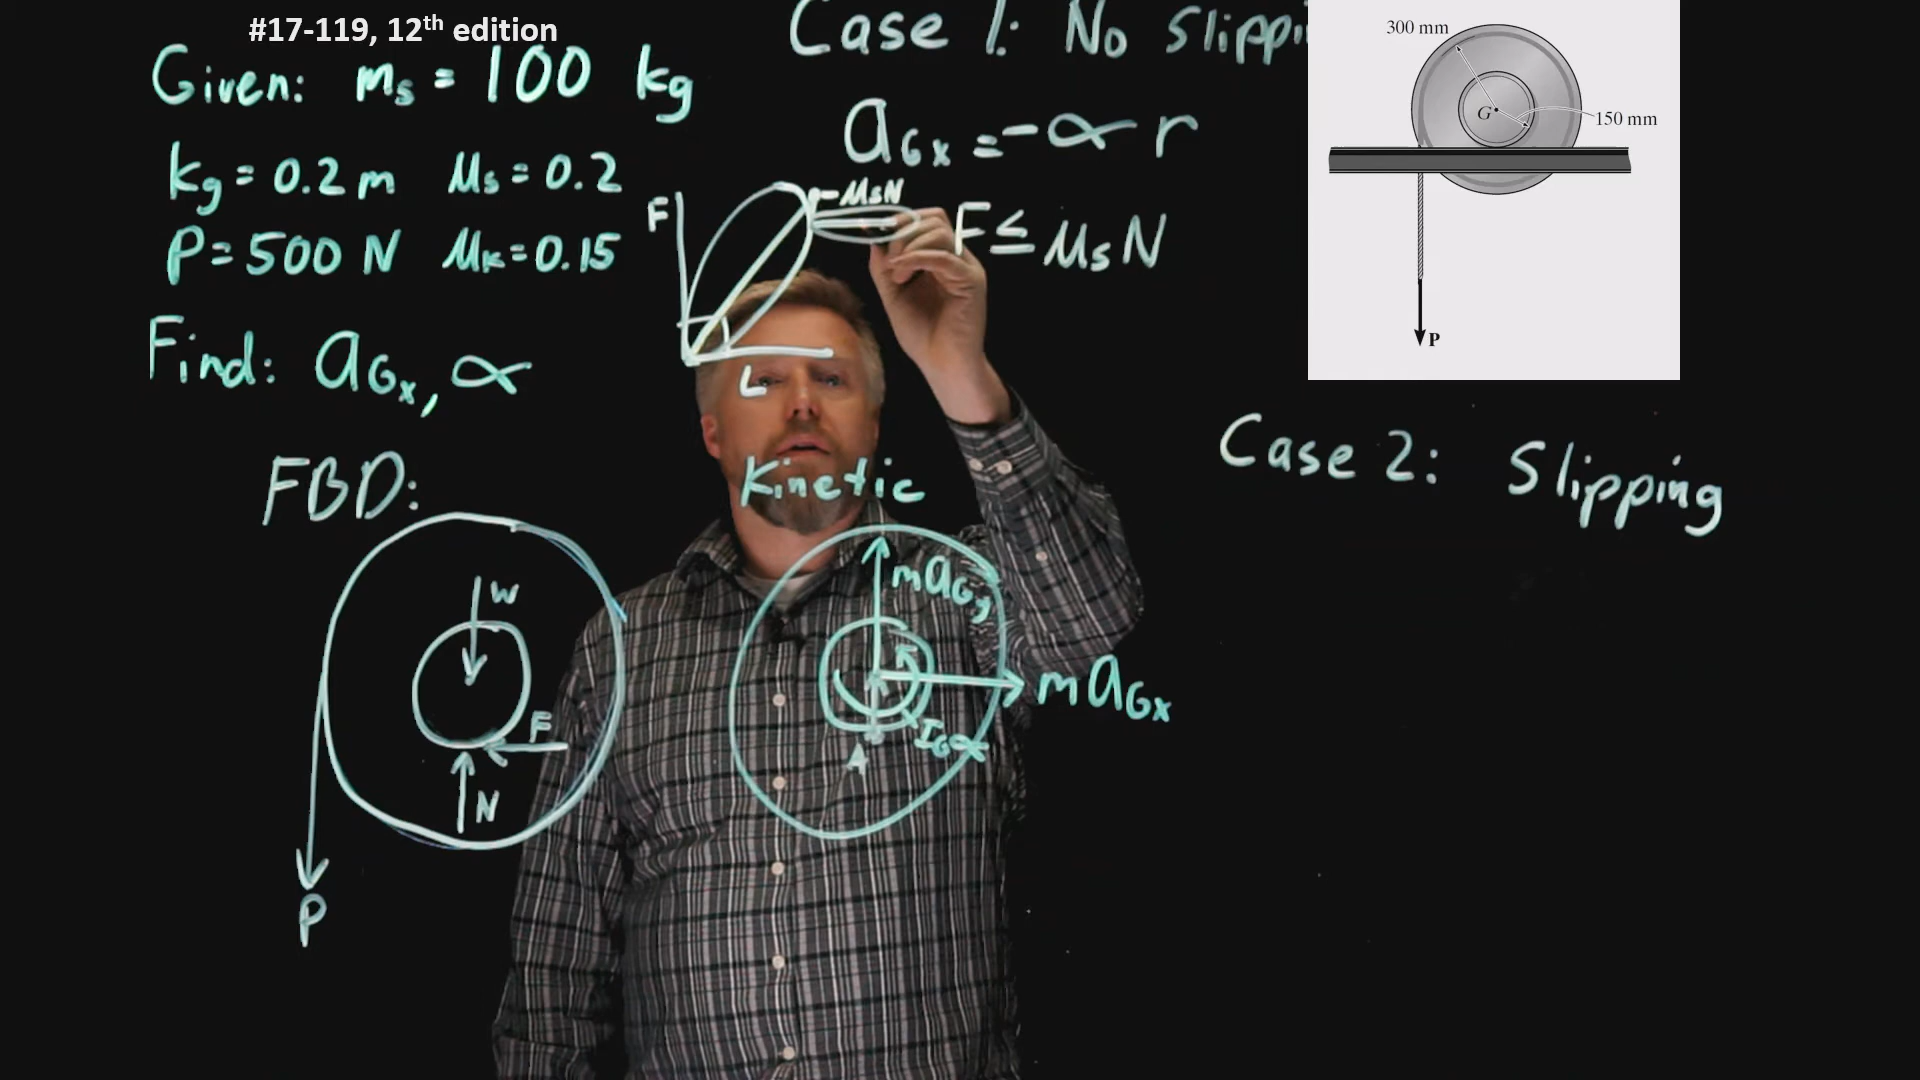 #17-119, 12th edition
Given: ms = 100 kg
kg = 0.2 m μs = 0.2
P = 500 N μk = 0.15
Find: aGx, α
FBD:
W
F
N
P
Case 1: No slippi
aGx = -αr
F ≤ μsN
F
μsN
L
Kinetic
maGy
maGx
IGα
A
300 mm
G
150 mm
P
Case 2: Slipping